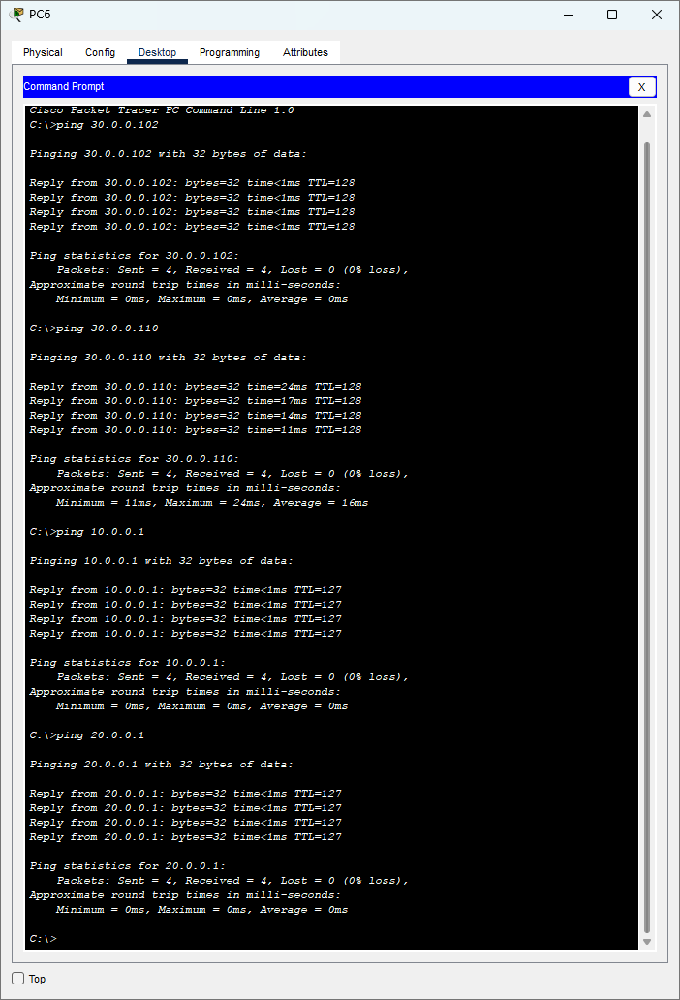 PC6
Physical Config Desktop Programming Attributes
Command Prompt X
Cisco Packet Tracer PC Command Line 1.0
C:\>ping 30.0.0.102
Pinging 30.0.0.102 with 32 bytes of data:
Reply from 30.0.0.102: bytes=32 time<1ms TTL=128
Reply from 30.0.0.102: bytes=32 time<1ms TTL=128
Reply from 30.0.0.102: bytes=32 time<1ms TTL=128
Reply from 30.0.0.102: bytes=32 time<1ms TTL=128
Ping statistics for 30.0.0.102:
Packets: Sent = 4, Received = 4, Lost = 0 (0% loss),
Approximate round trip times in milli-seconds:
Minimum = 0ms, Maximum = 0ms, Average = 0ms
C:\>ping 30.0.0.110
Pinging 30.0.0.110 with 32 bytes of data:
Reply from 30.0.0.110: bytes=32 time=24ms TTL=128
Reply from 30.0.0.110: bytes=32 time=17ms TTL=128
Reply from 30.0.0.110: bytes=32 time=14ms TTL=128
Reply from 30.0.0.110: bytes=32 time=11ms TTL=128
Ping statistics for 30.0.0.110:
Packets: Sent = 4, Received = 4, Lost = 0 (0% loss),
Approximate round trip times in milli-seconds:
Minimum = 11ms, Maximum = 24ms, Average = 16ms
C:\>ping 10.0.0.1
Pinging 10.0.0.1 with 32 bytes of data:
Reply from 10.0.0.1: bytes=32 time<1ms TTL=127
Reply from 10.0.0.1: bytes=32 time<1ms TTL=127
Reply from 10.0.0.1: bytes=32 time<1ms TTL=127
Reply from 10.0.0.1: bytes=32 time<1ms TTL=127
Ping statistics for 10.0.0.1:
Packets: Sent = 4, Received = 4, Lost = 0 (0% loss),
Approximate round trip times in milli-seconds:
Minimum = 0ms, Maximum = 0ms, Average = 0ms
C:\>ping 20.0.0.1
Pinging 20.0.0.1 with 32 bytes of data:
Reply from 20.0.0.1: bytes=32 time<1ms TTL=127
Reply from 20.0.0.1: bytes=32 time<1ms TTL=127
Reply from 20.0.0.1: bytes=32 time<1ms TTL=127
Reply from 20.0.0.1: bytes=32 time<1ms TTL=127
Ping statistics for 20.0.0.1:
Packets: Sent = 4, Received = 4, Lost = 0 (0% loss),
Approximate round trip times in milli-seconds:
Minimum = 0ms, Maximum = 0ms, Average = 0ms
C:\>
Top